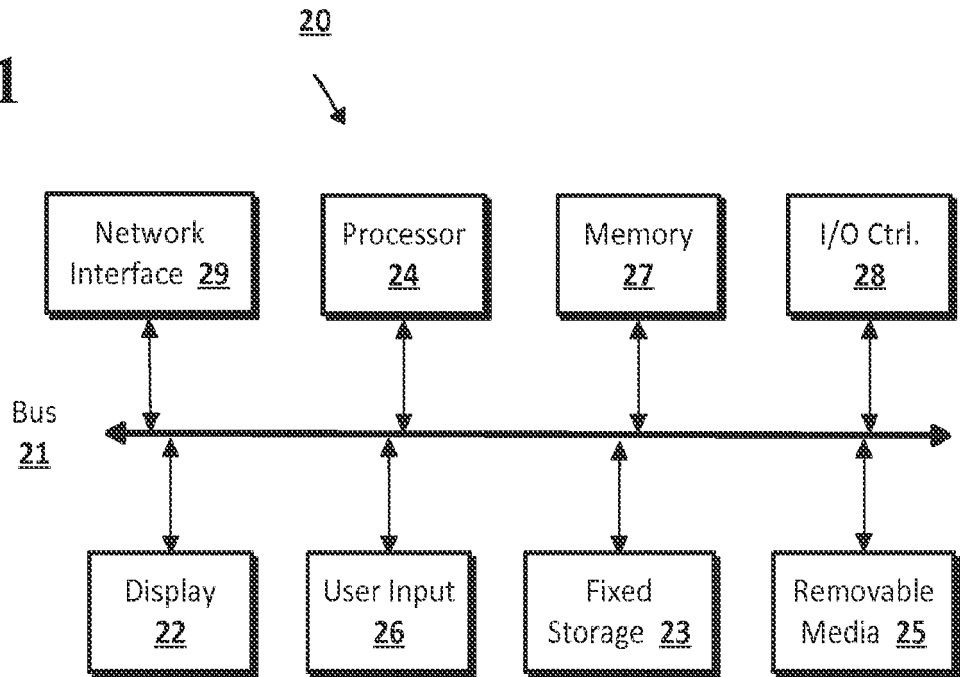 20
1
Network
Interface 29
Processor
24
Memory
27
I/O Ctrl.
28
Bus
21
Display
22
User Input
26
Fixed
Storage 23
Removable
Media 25